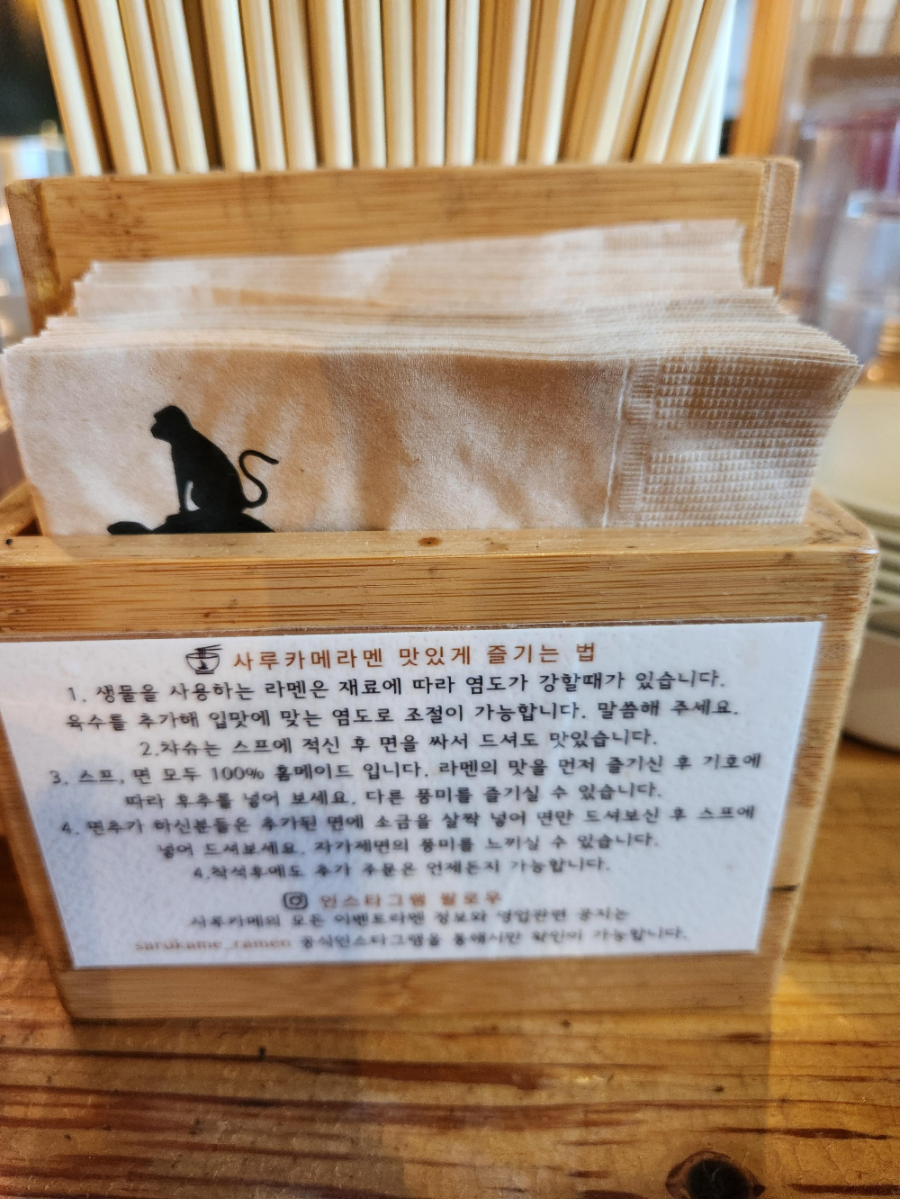 사루카메라멘 맛있게 즐기는 법
1. 생물을 사용하는 라멘은 재료에 따라 염도가 강할때가 있습니다.
육수를 추가해 입맛에 맞는 염도로 조절이 가능합니다. 말씀해 주세요.
2.챠슈는 스프에 적신 후 면을 싸서 드셔도 맛있습니다.
3. 스프, 면 모두 100% 홈메이드 입니다. 라멘의 맛을 먼저 즐기신 후 기호에
따라 후추를 넣어 보세요. 다른 풍미를 즐기실 수 있습니다.
4. 면추가 하신분들은 추가된 면에 소금을 살짝 넣어 면만 드셔보신 후 스프에
넣어 드셔보세요. 자가제면의 풍미를 느끼실 수 있습니다.
4.착석후에도 추가 주문은 언제든지 가능합니다.
인스타그램 팔로우
사루카메의 모든 이벤트라멘 정보와 영업관련 공지는
sarukame_ramen 공식인스타그램을 통해서만 확인이 가능합니다.